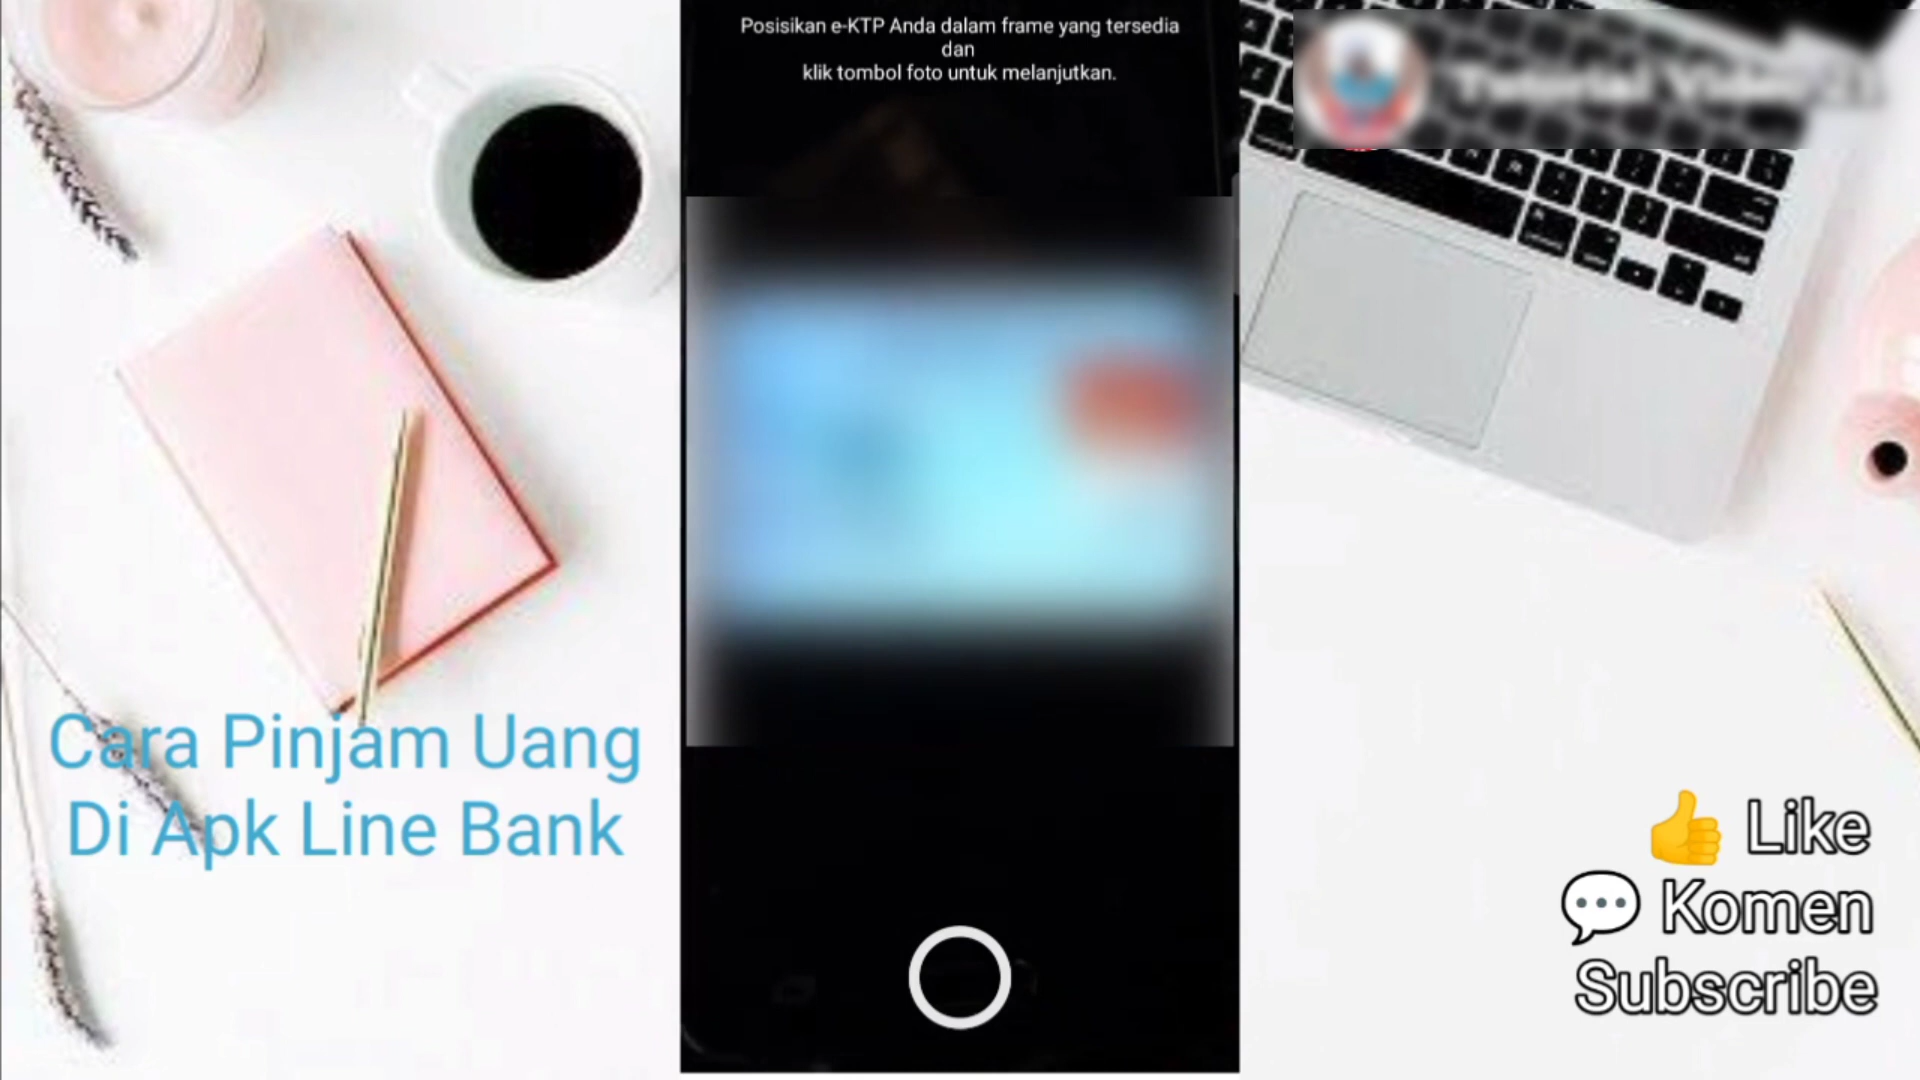 Posisikan e-KTP Anda dalam frame yang tersedia
dan
klik tombol foto untuk melanjutkan.
Cara Pinjam Uang
Di Apk Line Bank
👍 Like
💬 Komen
Subscribe